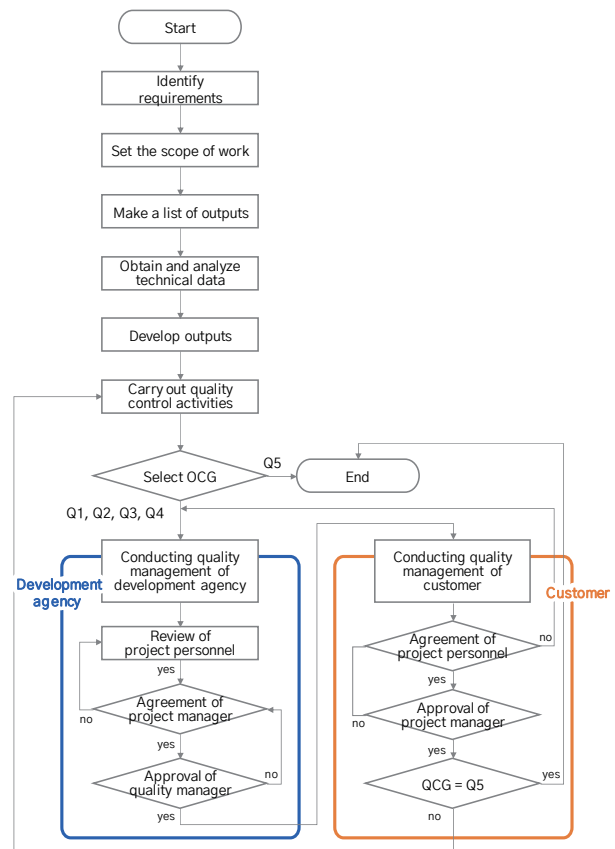 Start
Identify
requirements
Set the scope of work
Make a list of outputs
Obtain and analyze
technical data
Develop outputs
Carry out quality
control activities
Select OCG
Q5
End
Q1, Q2, Q3, Q4
Development
agency
Conducting quality
management of
development agency
Review of
project personnel
yes
Agreement of
project manager
no
yes
Approval of
quality manager
no
yes
Customer
Conducting quality
management of
customer
Agreement of
project personnel
no
yes
Approval of
project manager
no
yes
QCG = Q5
yes
no